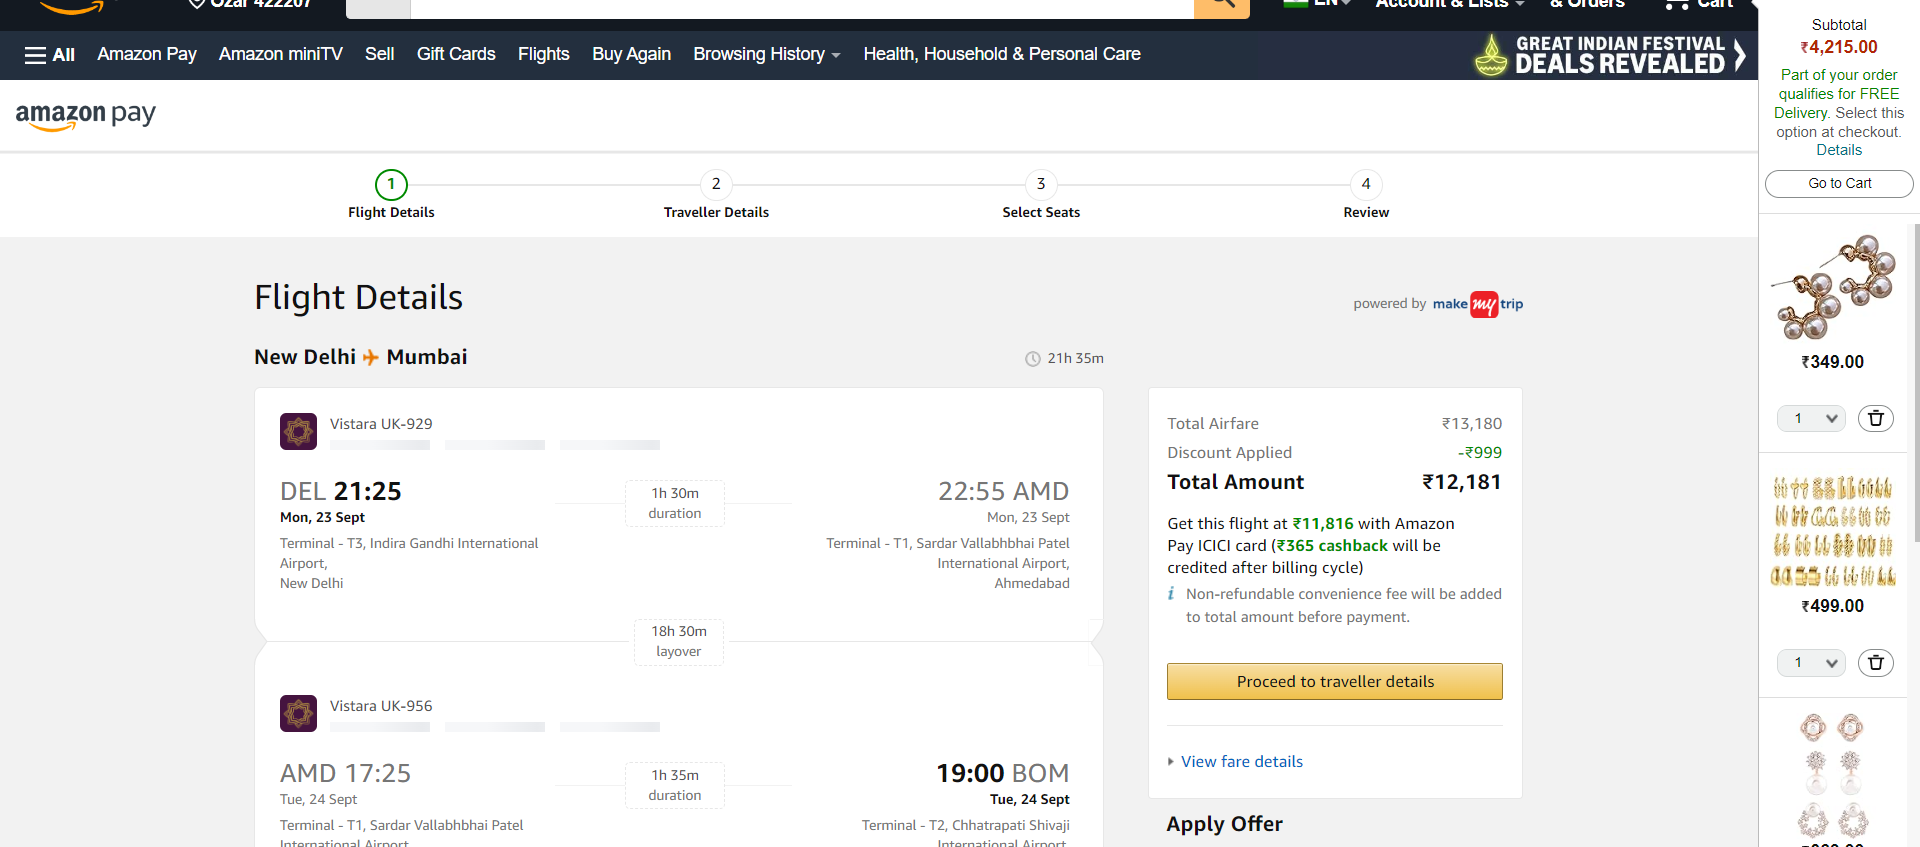 Ozar 422207
EN
Account & Lists
& Orders
Cart
All
Amazon Pay
Amazon miniTV
Sell
Gift Cards
Flights
Buy Again
Browsing History
Health, Household & Personal Care
GREAT INDIAN FESTIVAL
DEALS REVEALED
amazon pay
1
Flight Details
2
Traveller Details
3
Select Seats
4
Review
Flight Details
powered by make my trip
New Delhi Mumbai
21h 35m
Vistara UK-929
DEL 21:25
Mon, 23 Sept
Terminal - T3, Indira Gandhi International
Airport,
New Delhi
1h 30m
duration
22:55 AMD
Mon, 23 Sept
Terminal - T1, Sardar Vallabhbhai Patel
International Airport,
Ahmedabad
18h 30m
layover
Vistara UK-956
AMD 17:25
Tue, 24 Sept
Terminal - T1, Sardar Vallabhbhai Patel
International Airport
1h 35m
duration
19:00 BOM
Tue, 24 Sept
Terminal - T2, Chhatrapati Shivaji
International Airport,
Total Airfare ₹13,180
Discount Applied -₹999
Total Amount ₹12,181
Get this flight at ₹11,816 with Amazon
Pay ICICI card (₹365 cashback will be
credited after billing cycle)
i Non-refundable convenience fee will be added
to total amount before payment.
Proceed to traveller details
View fare details
Apply Offer
Subtotal
₹4,215.00
Part of your order
qualifies for FREE
Delivery. Select this
option at checkout.
Details
Go to Cart
₹349.00
1
₹499.00
1